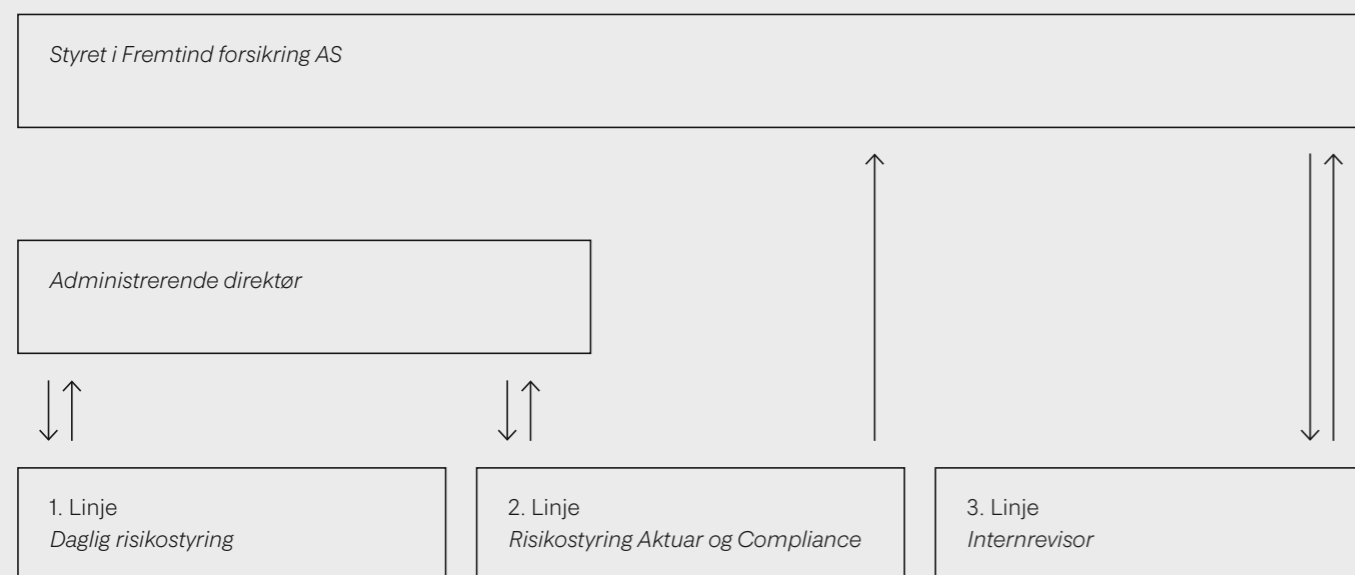 Styret i Fremtind forsikring AS
Administrerende direktør
1. Linje
Daglig risikostyring
2. Linje
Risikostyring Aktuar og Compliance
3. Linje
Internrevisor